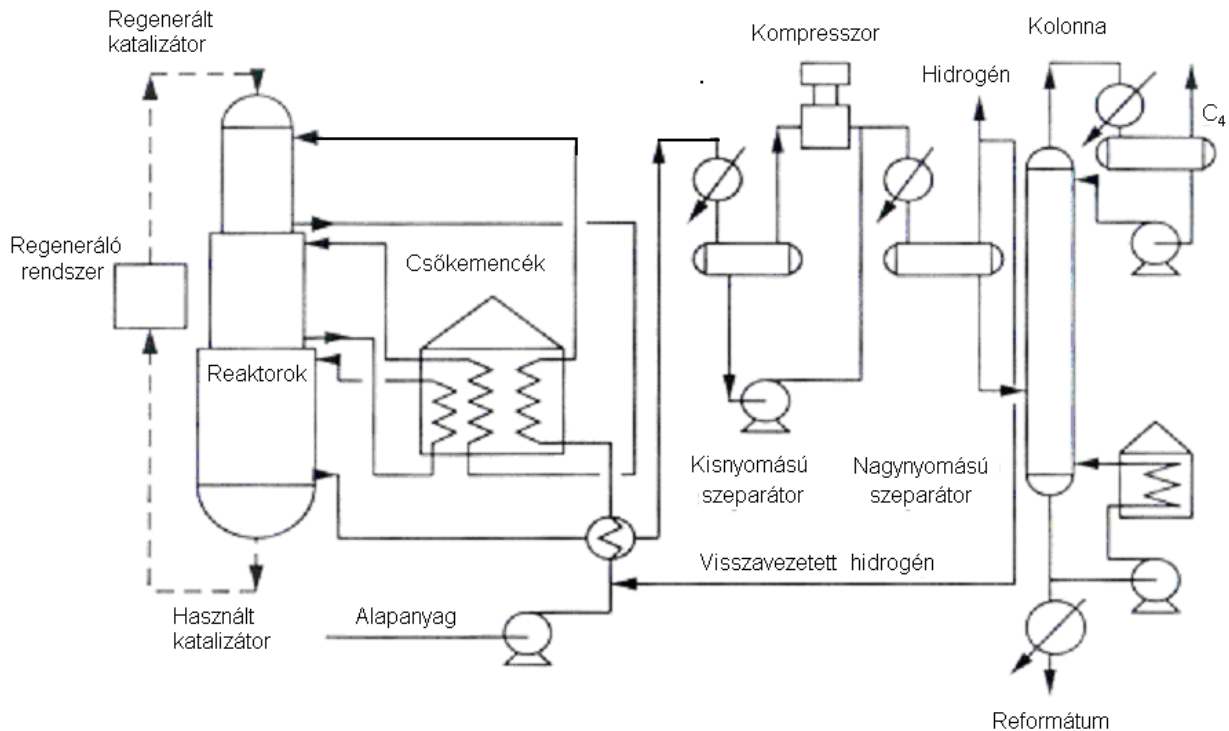 Regenerált
katalizátor
Kompresszor
Kolonna
Hidrogén
C₄
Regeneráló
rendszer
Csőkemencék
Reaktorok
Kisnyomású
szeparátor
Nagynyomású
szeparátor
Visszavezetett hidrogén
Használt
katalizátor
Alapanyag
Reformátum